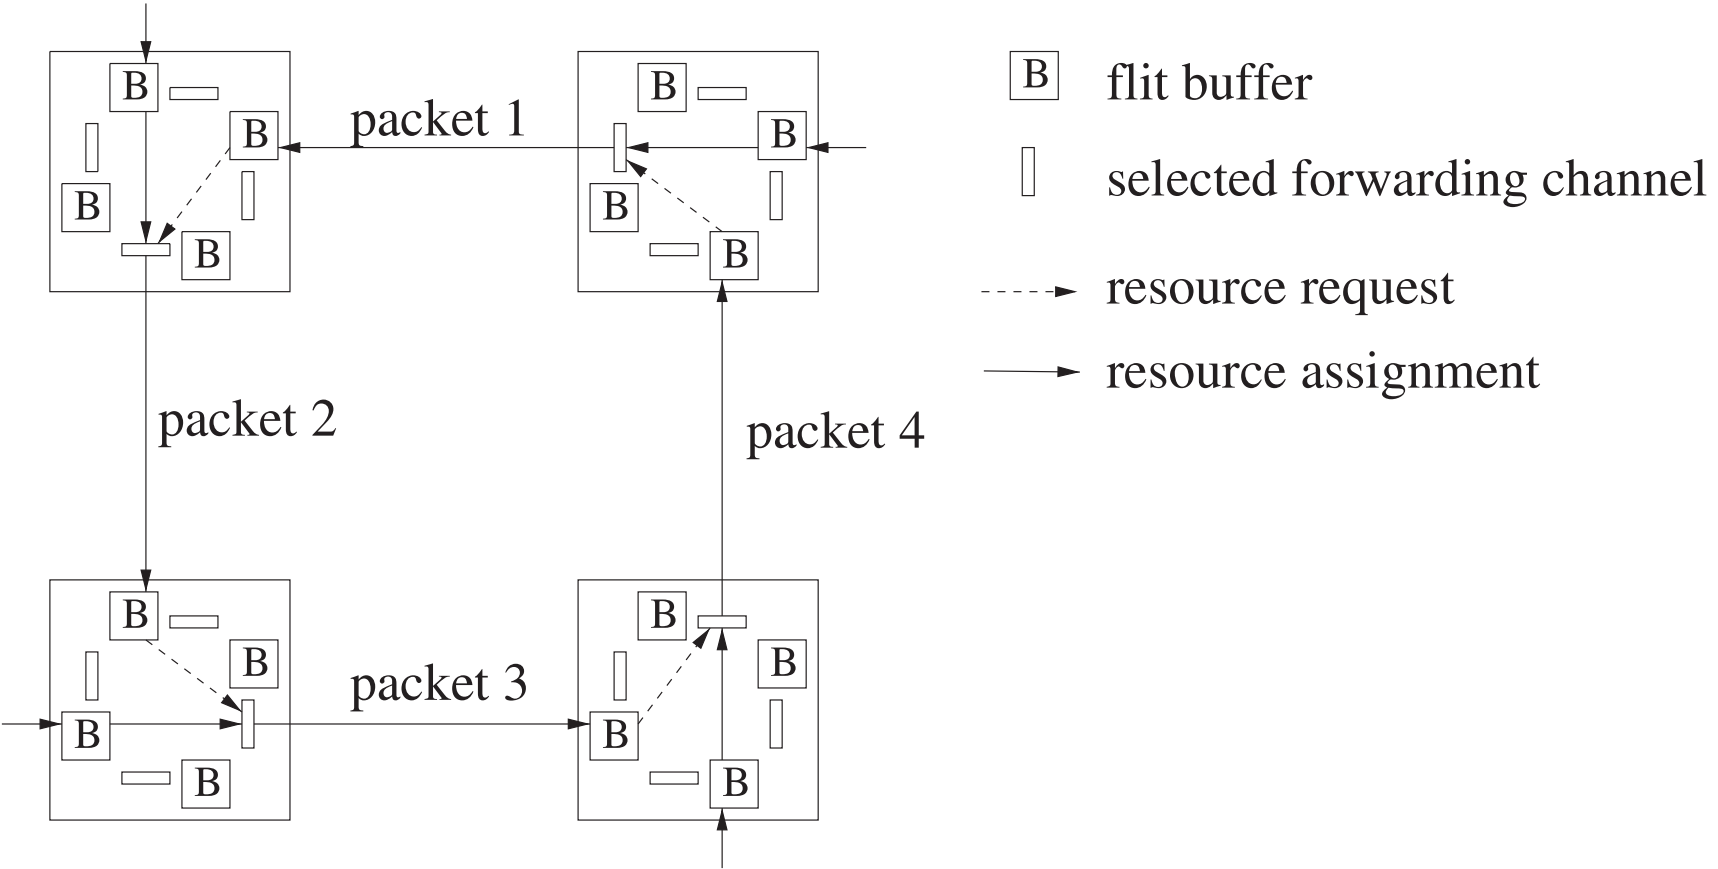 B
B
B
B
packet 1
B
B
B
B
packet 2
packet 4
B
B
B
B
packet 3
B
B
B
B
B flit buffer
selected forwarding channel
resource request
resource assignment